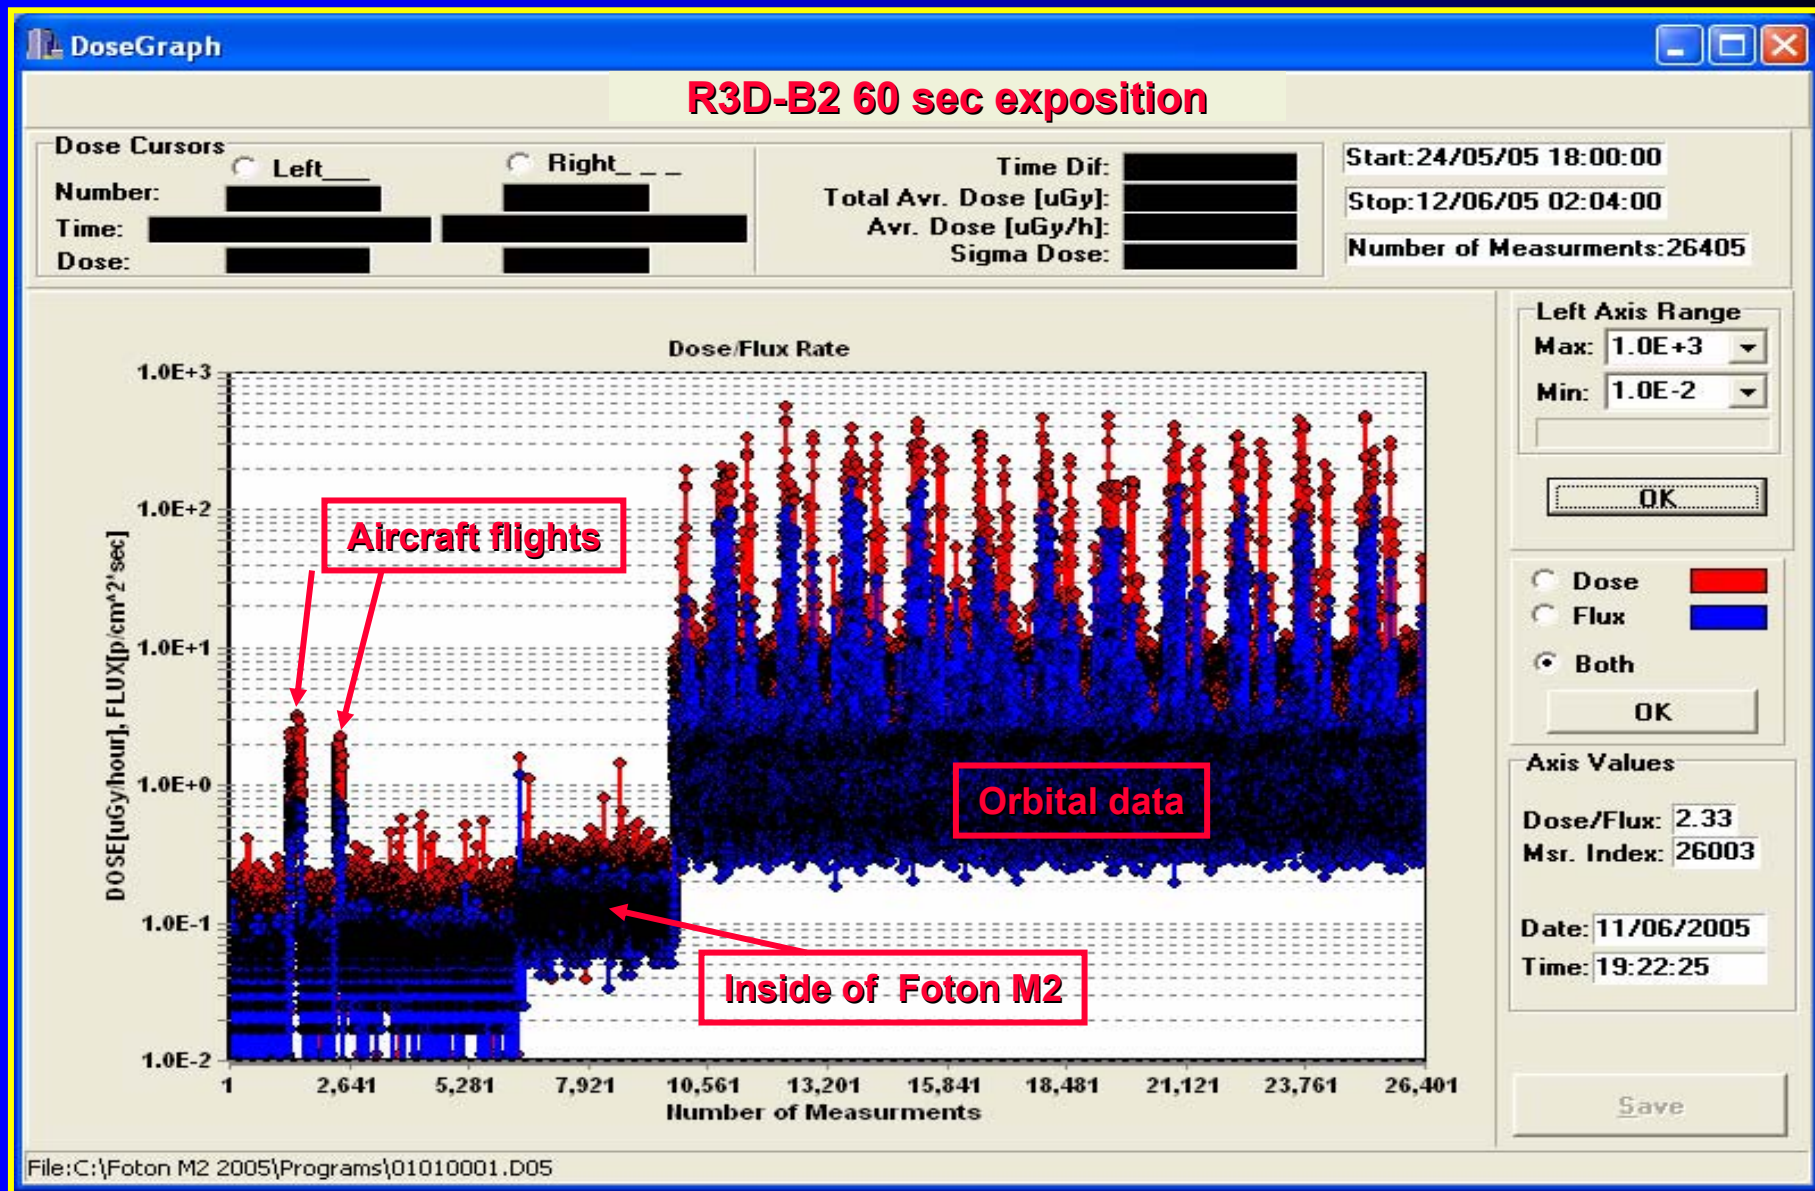 DoseGraph
R3D-B2 60 sec exposition
Dose Cursors
Left___
Right_ _ _
Number:
Time:
Dose:
Time Dif:
Total Avr. Dose [uGy]:
Avr. Dose [uGy/h]:
Sigma Dose:
Start:24/05/05 18:00:00
Stop:12/06/05 02:04:00
Number of Measurments:26405
Dose/Flux Rate
DOSE[uGy/hour], FLUX[p/cm^2*sec]
1.0E+3
1.0E+2
1.0E+1
1.0E+0
1.0E-1
1.0E-2
Aircraft flights
Orbital data
Inside of Foton M2
1
2,641
5,281
7,921
10,561
13,201
15,841
18,481
21,121
23,761
26,401
Number of Measurments
Left Axis Range
Max: 1.0E+3
Min: 1.0E-2
OK
Dose
Flux
Both
OK
Axis Values
Dose/Flux: 2.33
Msr. Index: 26003
Date: 11/06/2005
Time: 19:22:25
Save
File:C:\Foton M2 2005\Programs\01010001.D05